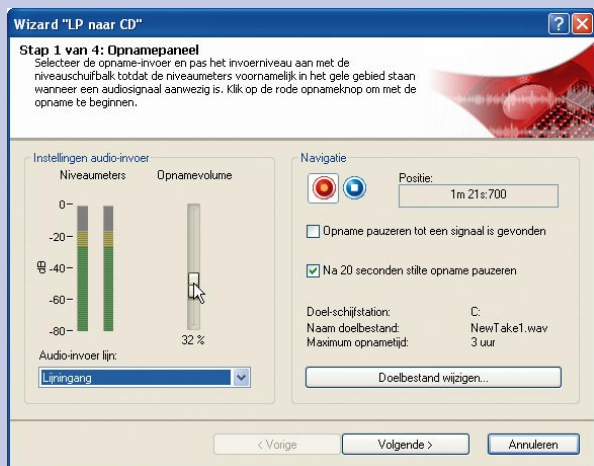 Wizard "LP naar CD"
Stap 1 van 4: Opnamepaneel
Selecteer de opname-invoer en pas het invoerniveau aan met de
niveauschuifbalk totdat de niveaumeters voornamelijk in het gele gebied staan
wanneer een audiosignaal aanwezig is. Klik op de rode opnameknop om met de
opname te beginnen.
Instellingen audio-invoer
Niveaumeters Opnamevolume
0
-20
dB
-40
-60
-80
32 %
Audio-invoer lijn:
Lijningang
Navigatie
Positie:
1m 21s:700
Opname pauzeren tot een signaal is gevonden
Na 20 seconden stilte opname pauzeren
Doel-schijfstation: C:
Naam doelbestand: NewTake1.wav
Maximum opnametijd: 3 uur
Doelbestand wijzigen...
< Vorige Volgende > Annuleren